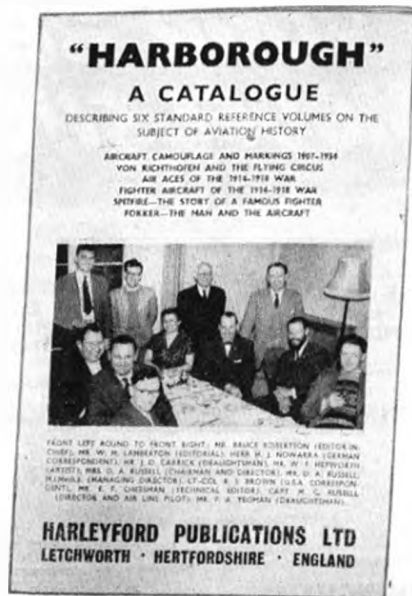 “HARBOROUGH”
A CATALOGUE
DESCRIBING SIX STANDARD REFERENCE VOLUMES ON THE
SUBJECT OF AVIATION HISTORY
AIRCRAFT CAMOUFLAGE AND MARKINGS 1907–1954
VON RICHTHOFEN AND THE FLYING CIRCUS
AIR ACES OF THE 1914–1918 WAR
FIGHTER AIRCRAFT OF THE 1914–1918 WAR
SPITFIRE—THE STORY OF A FAMOUS FIGHTER
FOKKER—THE MAN AND THE AIRCRAFT
FRONT LEFT ROUND TO FRONT RIGHT: MR. BRUCE ROBERTSON (EDITOR-IN-
CHIEF), MR. W. M. LAMBERTON (EDITORIAL), HERR H. J. NOWARRA (GERMAN
CORRESPONDENT), MR. J. D. CARRICK (DRAUGHTSMAN), MR. W. F. HEPWORTH
(ARTIST), MRS. D. A. RUSSELL (CHAIRMAN AND DIRECTOR), MR. D. A. RUSSELL,
(MANAGING DIRECTOR), LT-COL. K. S. BROWN (U.S.A. CORRESPON-
DENT), MR. E. F. CHEESMAN (TECHNICAL EDITOR), CAPT. M. C. RUSSELL
(DIRECTOR AND AIR LINE PILOT), MR. F. A. YEOMAN (DRAUGHTSMAN).
HARLEYFORD PUBLICATIONS LTD
LETCHWORTH · HERTFORDSHIRE · ENGLAND